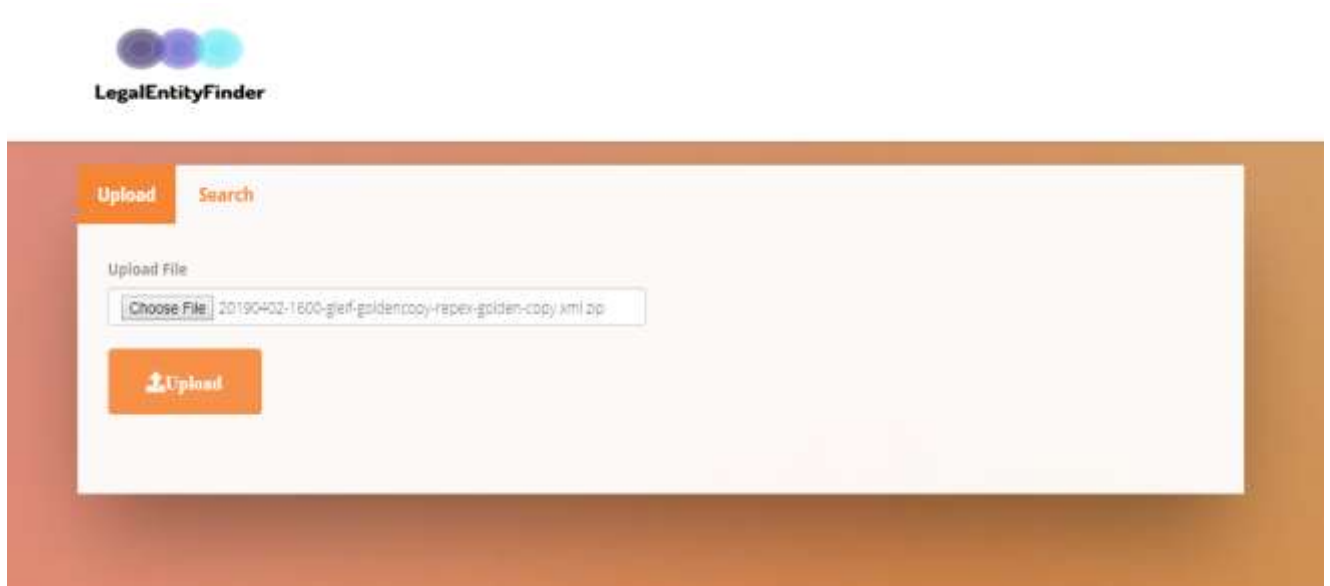 LegalEntityFinder
Upload Search
Upload File
Choose File 20190402-1600-gleif-goldencopy-repex-golden-copy.xml.zip
Upload